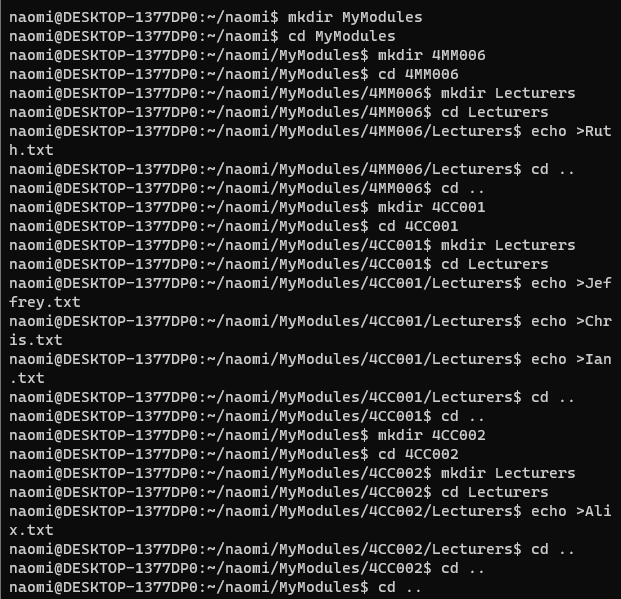 naomi@DESKTOP-1377DP0:~/naomi$ mkdir MyModules
naomi@DESKTOP-1377DP0:~/naomi$ cd MyModules
naomi@DESKTOP-1377DP0:~/naomi/MyModules$ mkdir 4MM006
naomi@DESKTOP-1377DP0:~/naomi/MyModules$ cd 4MM006
naomi@DESKTOP-1377DP0:~/naomi/MyModules/4MM006$ mkdir Lecturers
naomi@DESKTOP-1377DP0:~/naomi/MyModules/4MM006$ cd Lecturers
naomi@DESKTOP-1377DP0:~/naomi/MyModules/4MM006/Lecturers$ echo >Rut
h.txt
naomi@DESKTOP-1377DP0:~/naomi/MyModules/4MM006/Lecturers$ cd ..
naomi@DESKTOP-1377DP0:~/naomi/MyModules/4MM006$ cd ..
naomi@DESKTOP-1377DP0:~/naomi/MyModules$ mkdir 4CC001
naomi@DESKTOP-1377DP0:~/naomi/MyModules$ cd 4CC001
naomi@DESKTOP-1377DP0:~/naomi/MyModules/4CC001$ mkdir Lecturers
naomi@DESKTOP-1377DP0:~/naomi/MyModules/4CC001$ cd Lecturers
naomi@DESKTOP-1377DP0:~/naomi/MyModules/4CC001/Lecturers$ echo >Jef
frey.txt
naomi@DESKTOP-1377DP0:~/naomi/MyModules/4CC001/Lecturers$ echo >Chr
is.txt
naomi@DESKTOP-1377DP0:~/naomi/MyModules/4CC001/Lecturers$ echo >Ian
.txt
naomi@DESKTOP-1377DP0:~/naomi/MyModules/4CC001/Lecturers$ cd ..
naomi@DESKTOP-1377DP0:~/naomi/MyModules/4CC001$ cd ..
naomi@DESKTOP-1377DP0:~/naomi/MyModules$ mkdir 4CC002
naomi@DESKTOP-1377DP0:~/naomi/MyModules$ cd 4CC002
naomi@DESKTOP-1377DP0:~/naomi/MyModules/4CC002$ mkdir Lecturers
naomi@DESKTOP-1377DP0:~/naomi/MyModules/4CC002$ cd Lecturers
naomi@DESKTOP-1377DP0:~/naomi/MyModules/4CC002/Lecturers$ echo >Ali
x.txt
naomi@DESKTOP-1377DP0:~/naomi/MyModules/4CC002/Lecturers$ cd ..
naomi@DESKTOP-1377DP0:~/naomi/MyModules/4CC002$ cd ..
naomi@DESKTOP-1377DP0:~/naomi/MyModules$ cd ..